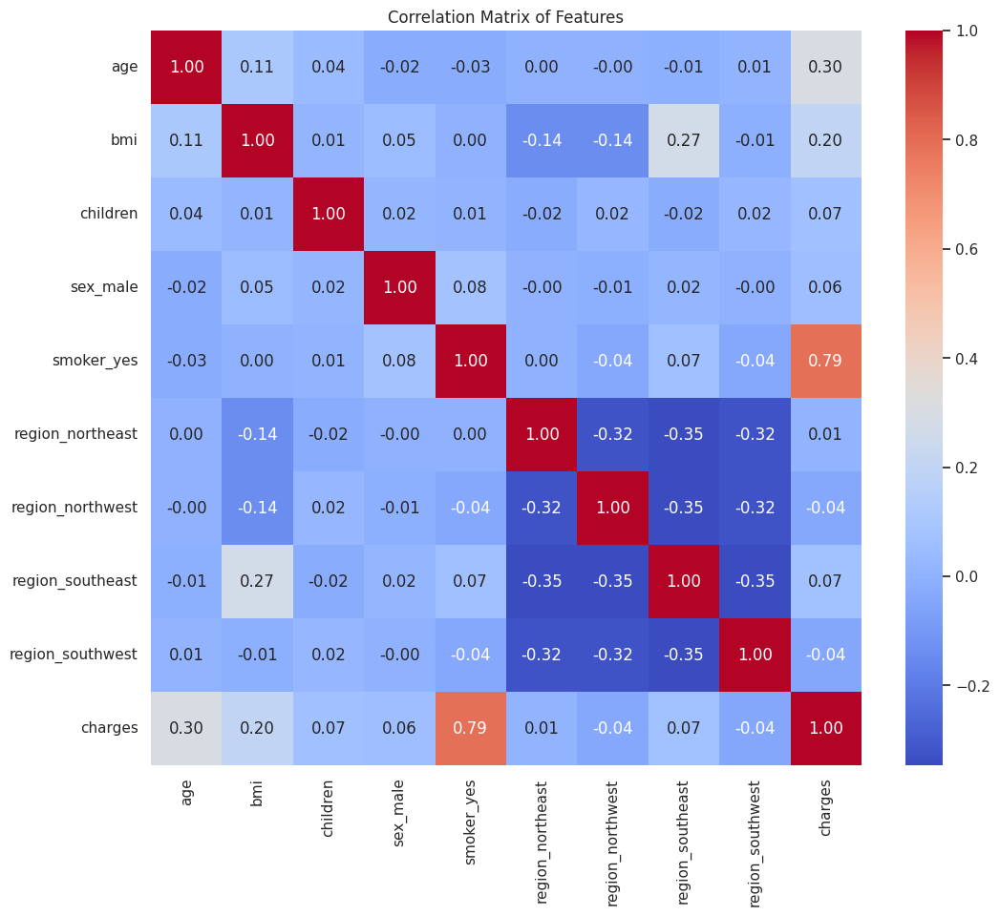 Correlation Matrix of Features
age 1.00 0.11 0.04 -0.02 -0.03 0.00 -0.00 -0.01 0.01 0.30
bmi 0.11 1.00 0.01 0.05 0.00 -0.14 -0.14 0.27 -0.01 0.20
children 0.04 0.01 1.00 0.02 0.01 -0.02 0.02 -0.02 0.02 0.07
sex_male -0.02 0.05 0.02 1.00 0.08 -0.00 -0.01 0.02 -0.00 0.06
smoker_yes -0.03 0.00 0.01 0.08 1.00 0.00 -0.04 0.07 -0.04 0.79
region_northeast 0.00 -0.14 -0.02 -0.00 0.00 1.00 -0.32 -0.35 -0.32 0.01
region_northwest -0.00 -0.14 0.02 -0.01 -0.04 -0.32 1.00 -0.35 -0.32 -0.04
region_southeast -0.01 0.27 -0.02 0.02 0.07 -0.35 -0.35 1.00 -0.35 0.07
region_southwest 0.01 -0.01 0.02 -0.00 -0.04 -0.32 -0.32 -0.35 1.00 -0.04
charges 0.30 0.20 0.07 0.06 0.79 0.01 -0.04 0.07 -0.04 1.00
age
bmi
children
sex_male
smoker_yes
region_northeast
region_northwest
region_southeast
region_southwest
charges
1.0
0.8
0.6
0.4
0.2
0.0
−0.2